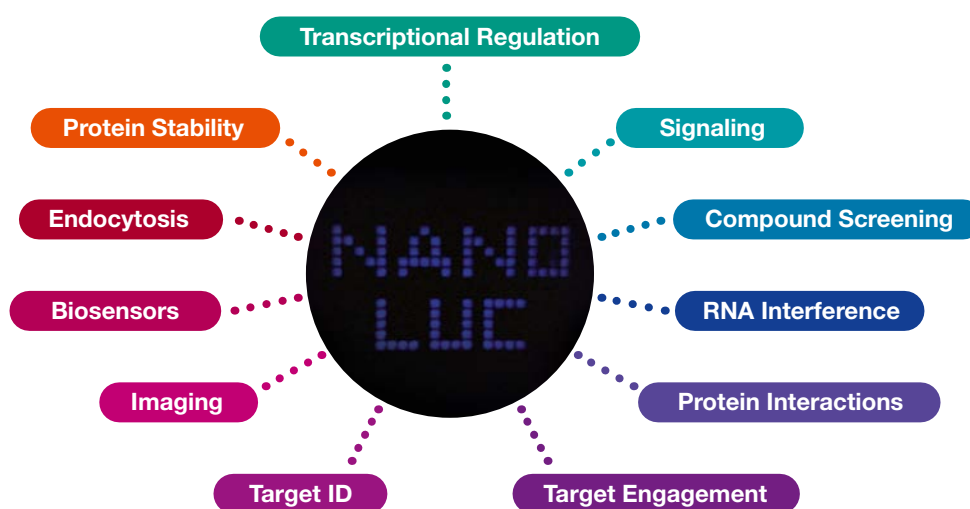 Transcriptional Regulation
Protein Stability
Signaling
Endocytosis
Compound Screening
NANO
LUC
Biosensors
RNA Interference
Imaging
Protein Interactions
Target ID
Target Engagement